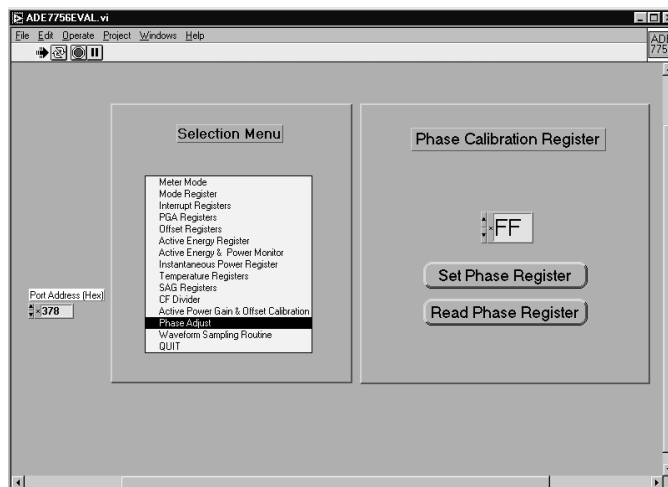 ADE7756EVAL.vi
File Edit Operate Project Windows Help
ADE
775
Selection Menu
Meter Mode
Mode Register
Interrupt Registers
PGA Registers
Offset Registers
Active Energy Register
Active Energy & Power Monitor
Instantaneous Power Register
Temperature Registers
SAG Registers
CF Divider
Active Power Gain & Offset Calibration
Phase Adjust
Waveform Sampling Routine
QUIT
Port Address (Hex)
×378
Phase Calibration Register
×FF
Set Phase Register
Read Phase Register